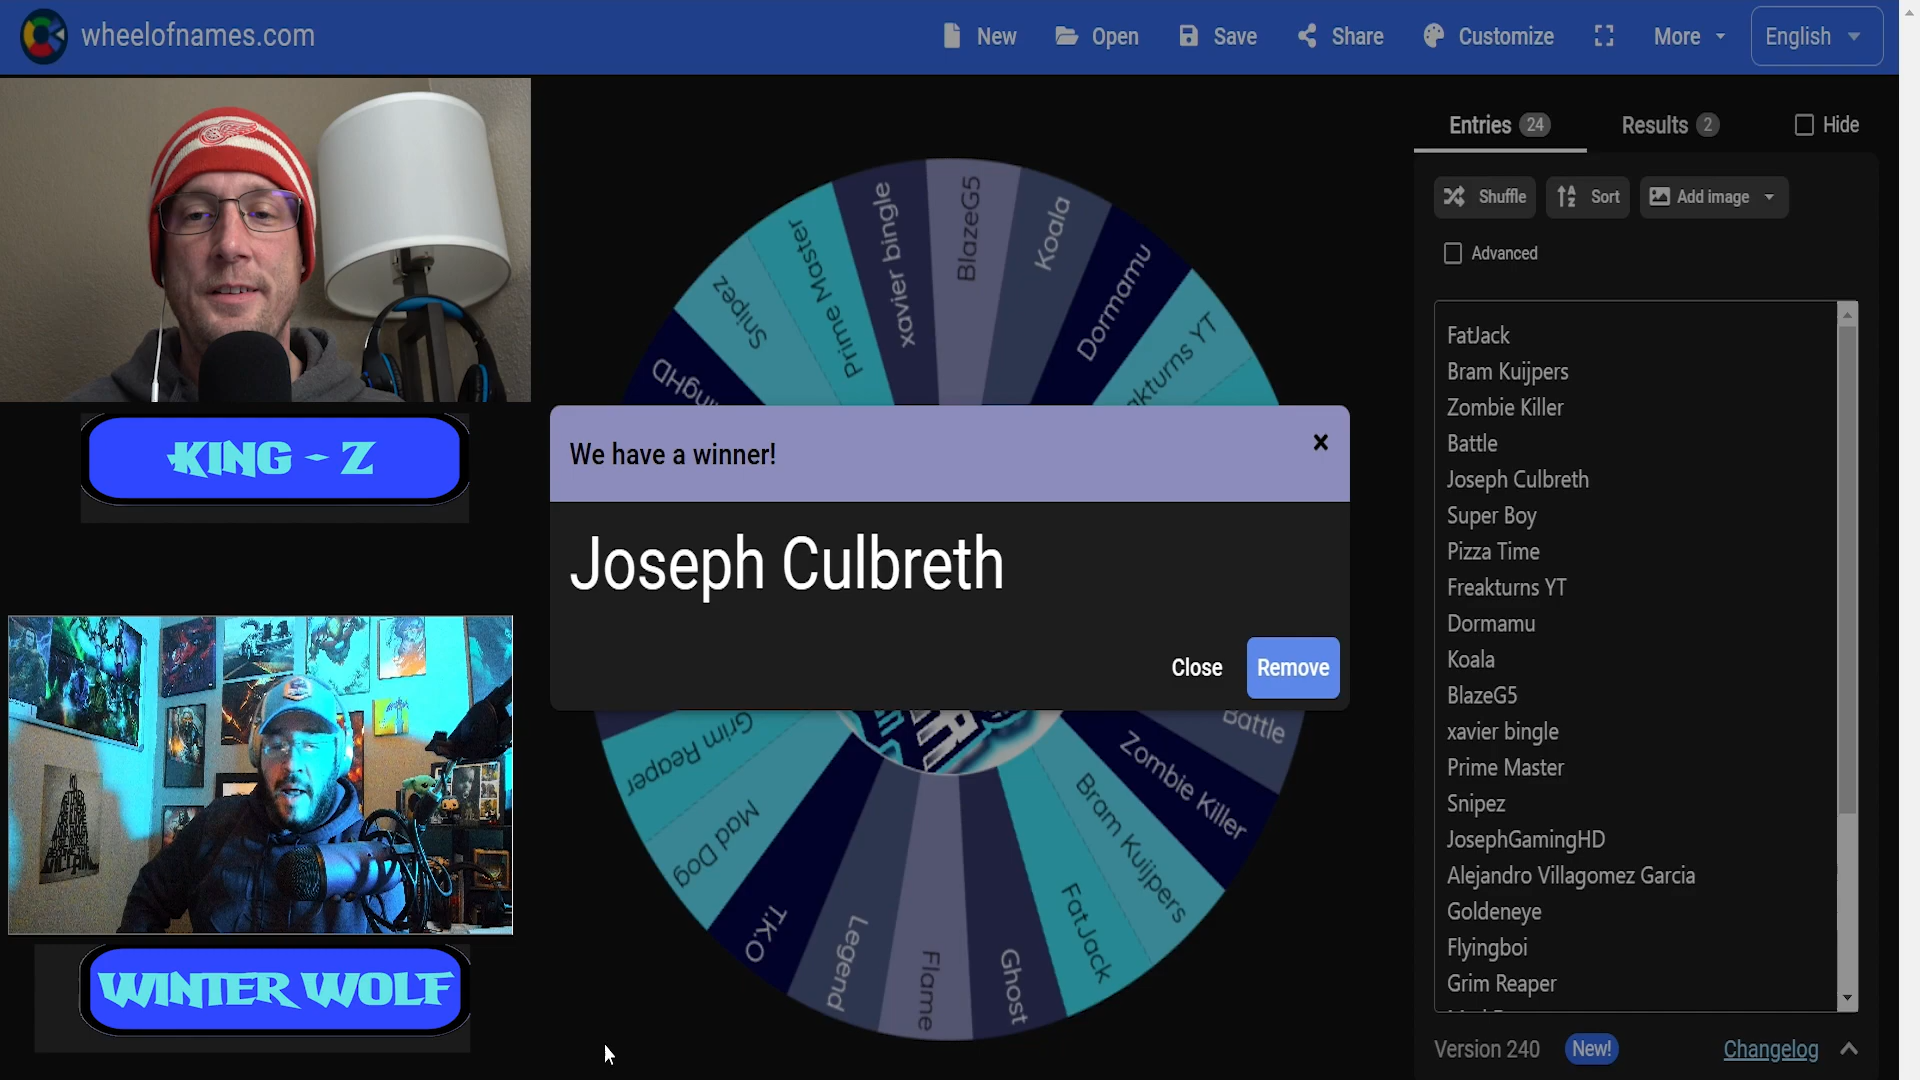 wheelofnames.com
New
Open
Save
Share
Customize
More
English
Entries 24
Results 2
Hide
Shuffle
Sort
Add image
Advanced
FatJack
Bram Kuijpers
Zombie Killer
Battle
Joseph Culbreth
Super Boy
Pizza Time
Freakturns YT
Dormamu
Koala
BlazeG5
xavier bingle
Prime Master
Snipez
JosephGamingHD
Alejandro Villagomez Garcia
Goldeneye
Flyingboi
Grim Reaper
Version 240
New!
Changelog
We have a winner!
Joseph Culbreth
Close
Remove
KING - Z
WINTER WOLF
Snipez
Prime Master
xavier bingle
BlazeG5
Koala
Dormamu
akturns YT
Battle
Zombie Killer
Bram Kuijpers
FatJack
Ghost
Flame
Legend
T.K.O
Mad Dog
Grim Reaper